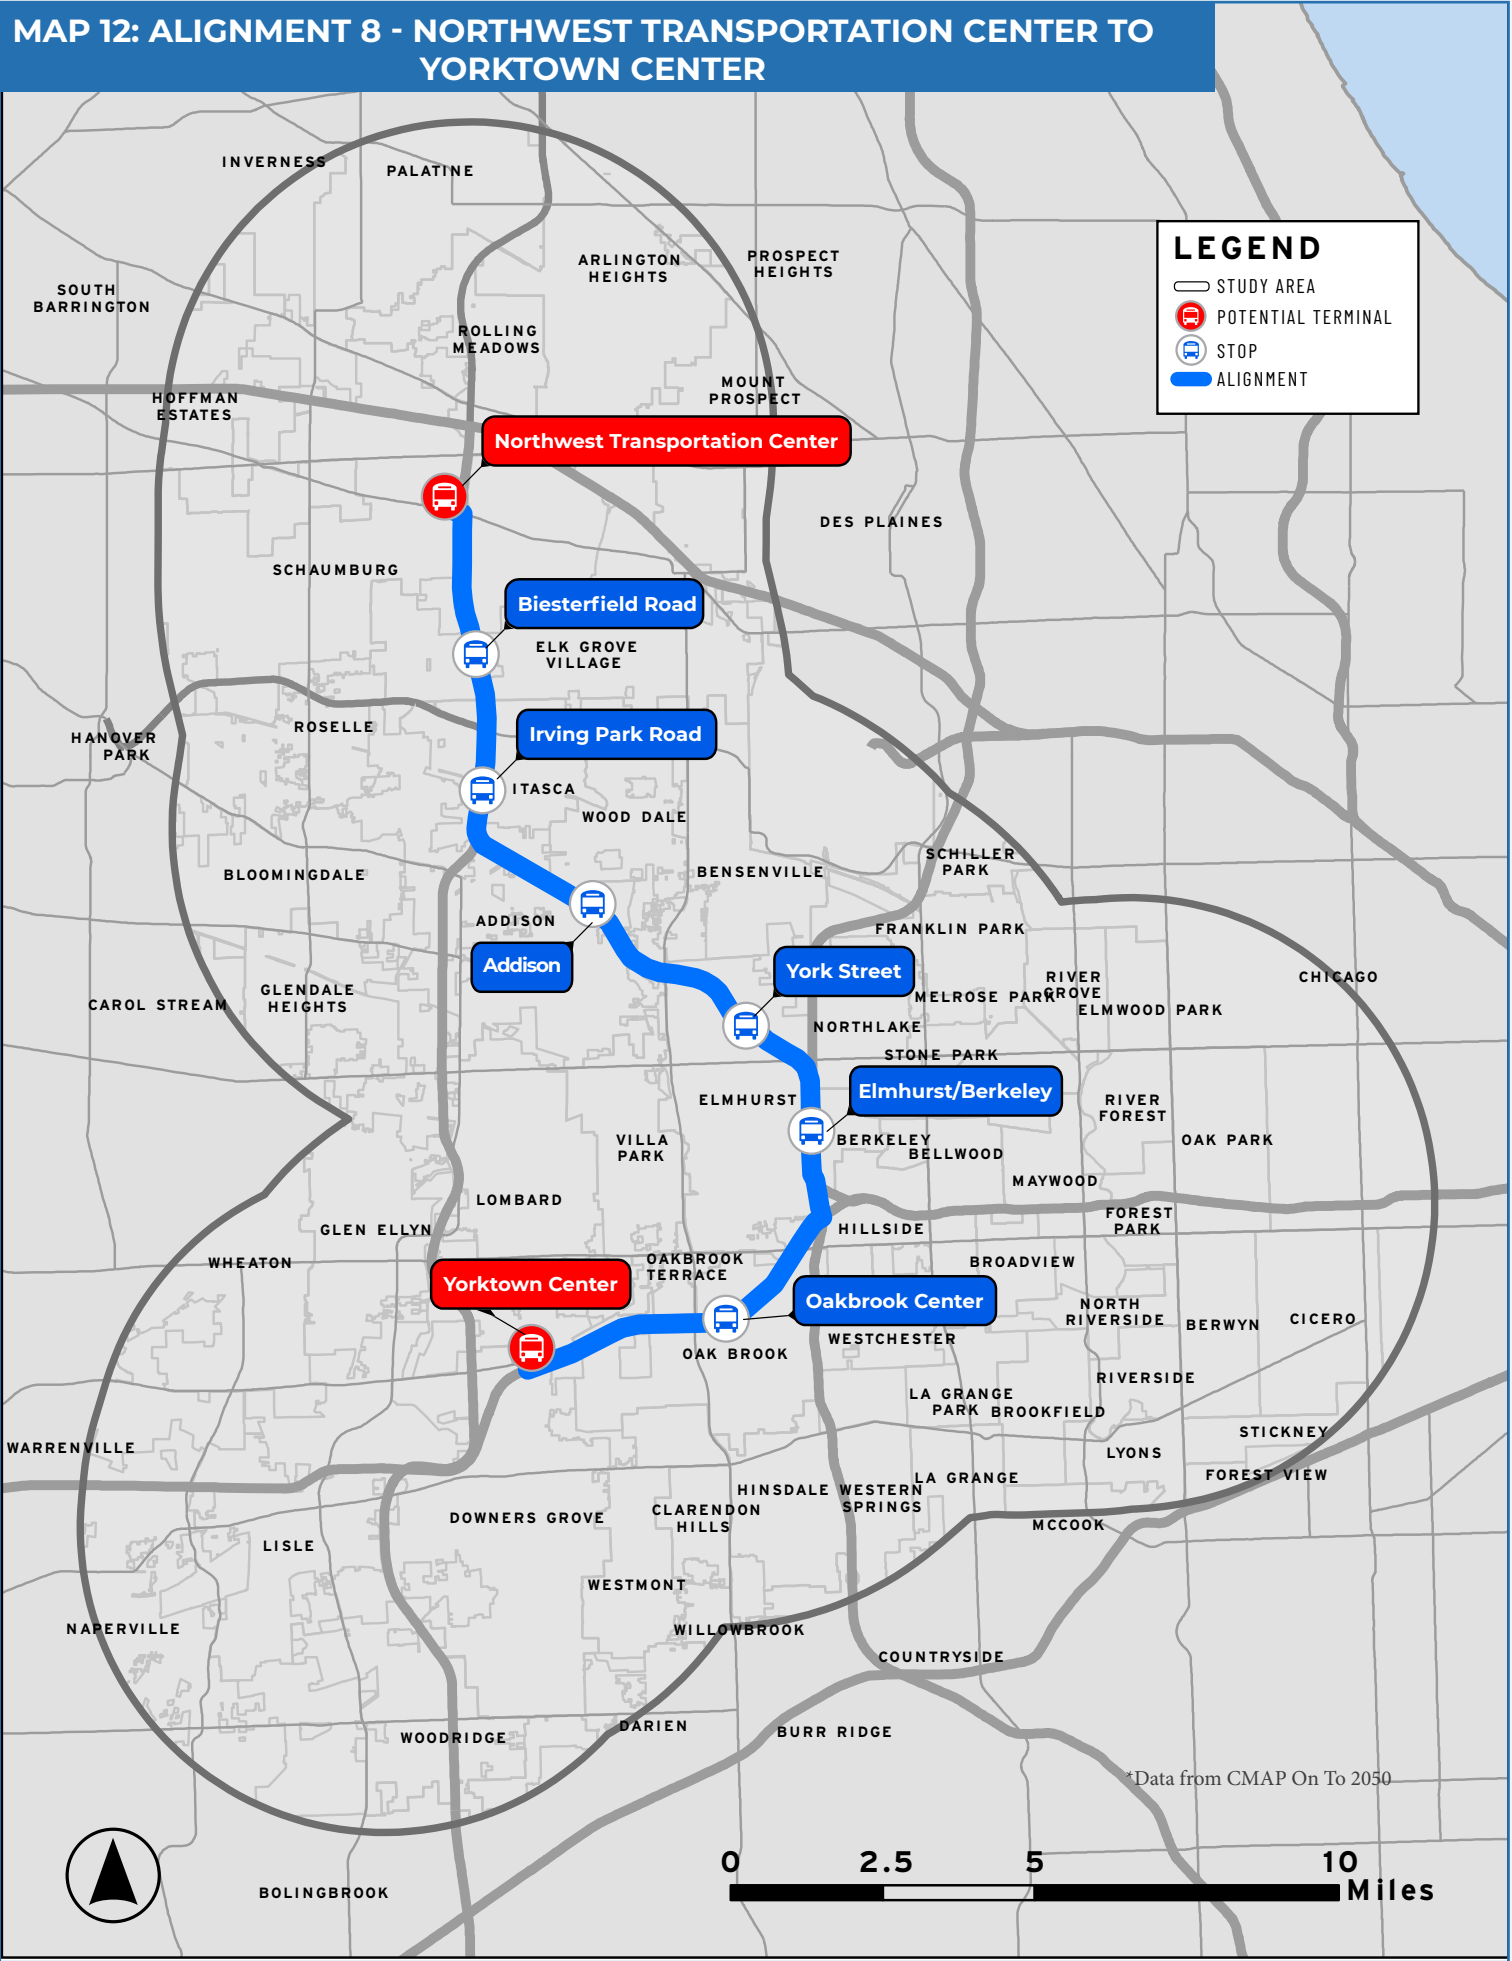 MAP 12: ALIGNMENT 8 - NORTHWEST TRANSPORTATION CENTER TO
YORKTOWN CENTER
INVERNESS
PALATINE
ARLINGTON
HEIGHTS
PROSPECT
HEIGHTS
SOUTH
BARRINGTON
ROLLING
MEADOWS
LEGEND
STUDY AREA
POTENTIAL TERMINAL
STOP
ALIGNMENT
HOFFMAN
ESTATES
MOUNT
PROSPECT
Northwest Transportation Center
DES PLAINES
SCHAUMBURG
Biesterfield Road
ELK GROVE
VILLAGE
HANOVER
PARK
ROSELLE
Irving Park Road
ITASCA
WOOD DALE
BLOOMINGDALE
BENSENVILLE
SCHILLER
PARK
ADDISON
FRANKLIN PARK
Addison
York Street
CAROL STREAM
GLENDALE
HEIGHTS
MELROSE PARK
RIVER
GROVE
ELMWOOD PARK
CHICAGO
NORTHLAKE
STONE PARK
ELMHURST
Elmhurst/Berkeley
RIVER
FOREST
VILLA
PARK
BERKELEY
BELLWOOD
OAK PARK
MAYWOOD
LOMBARD
GLEN ELLYN
HILLSIDE
FOREST
PARK
WHEATON
OAKBROOK
TERRACE
BROADVIEW
Yorktown Center
Oakbrook Center
NORTH
RIVERSIDE
BERWYN
CICERO
OAK BROOK
WESTCHESTER
RIVERSIDE
LA GRANGE
PARK
BROOKFIELD
STICKNEY
WARRENVILLE
LYONS
FOREST VIEW
LA GRANGE
HINSDALE
WESTERN
SPRINGS
DOWNERS GROVE
CLARENDON
HILLS
MCCOOK
LISLE
WESTMONT
NAPERVILLE
WILLOWBROOK
COUNTRYSIDE
WOODRIDGE
DARIEN
BURR RIDGE
*Data from CMAP On To 2050
0 2.5 5 10
Miles
BOLINGBROOK